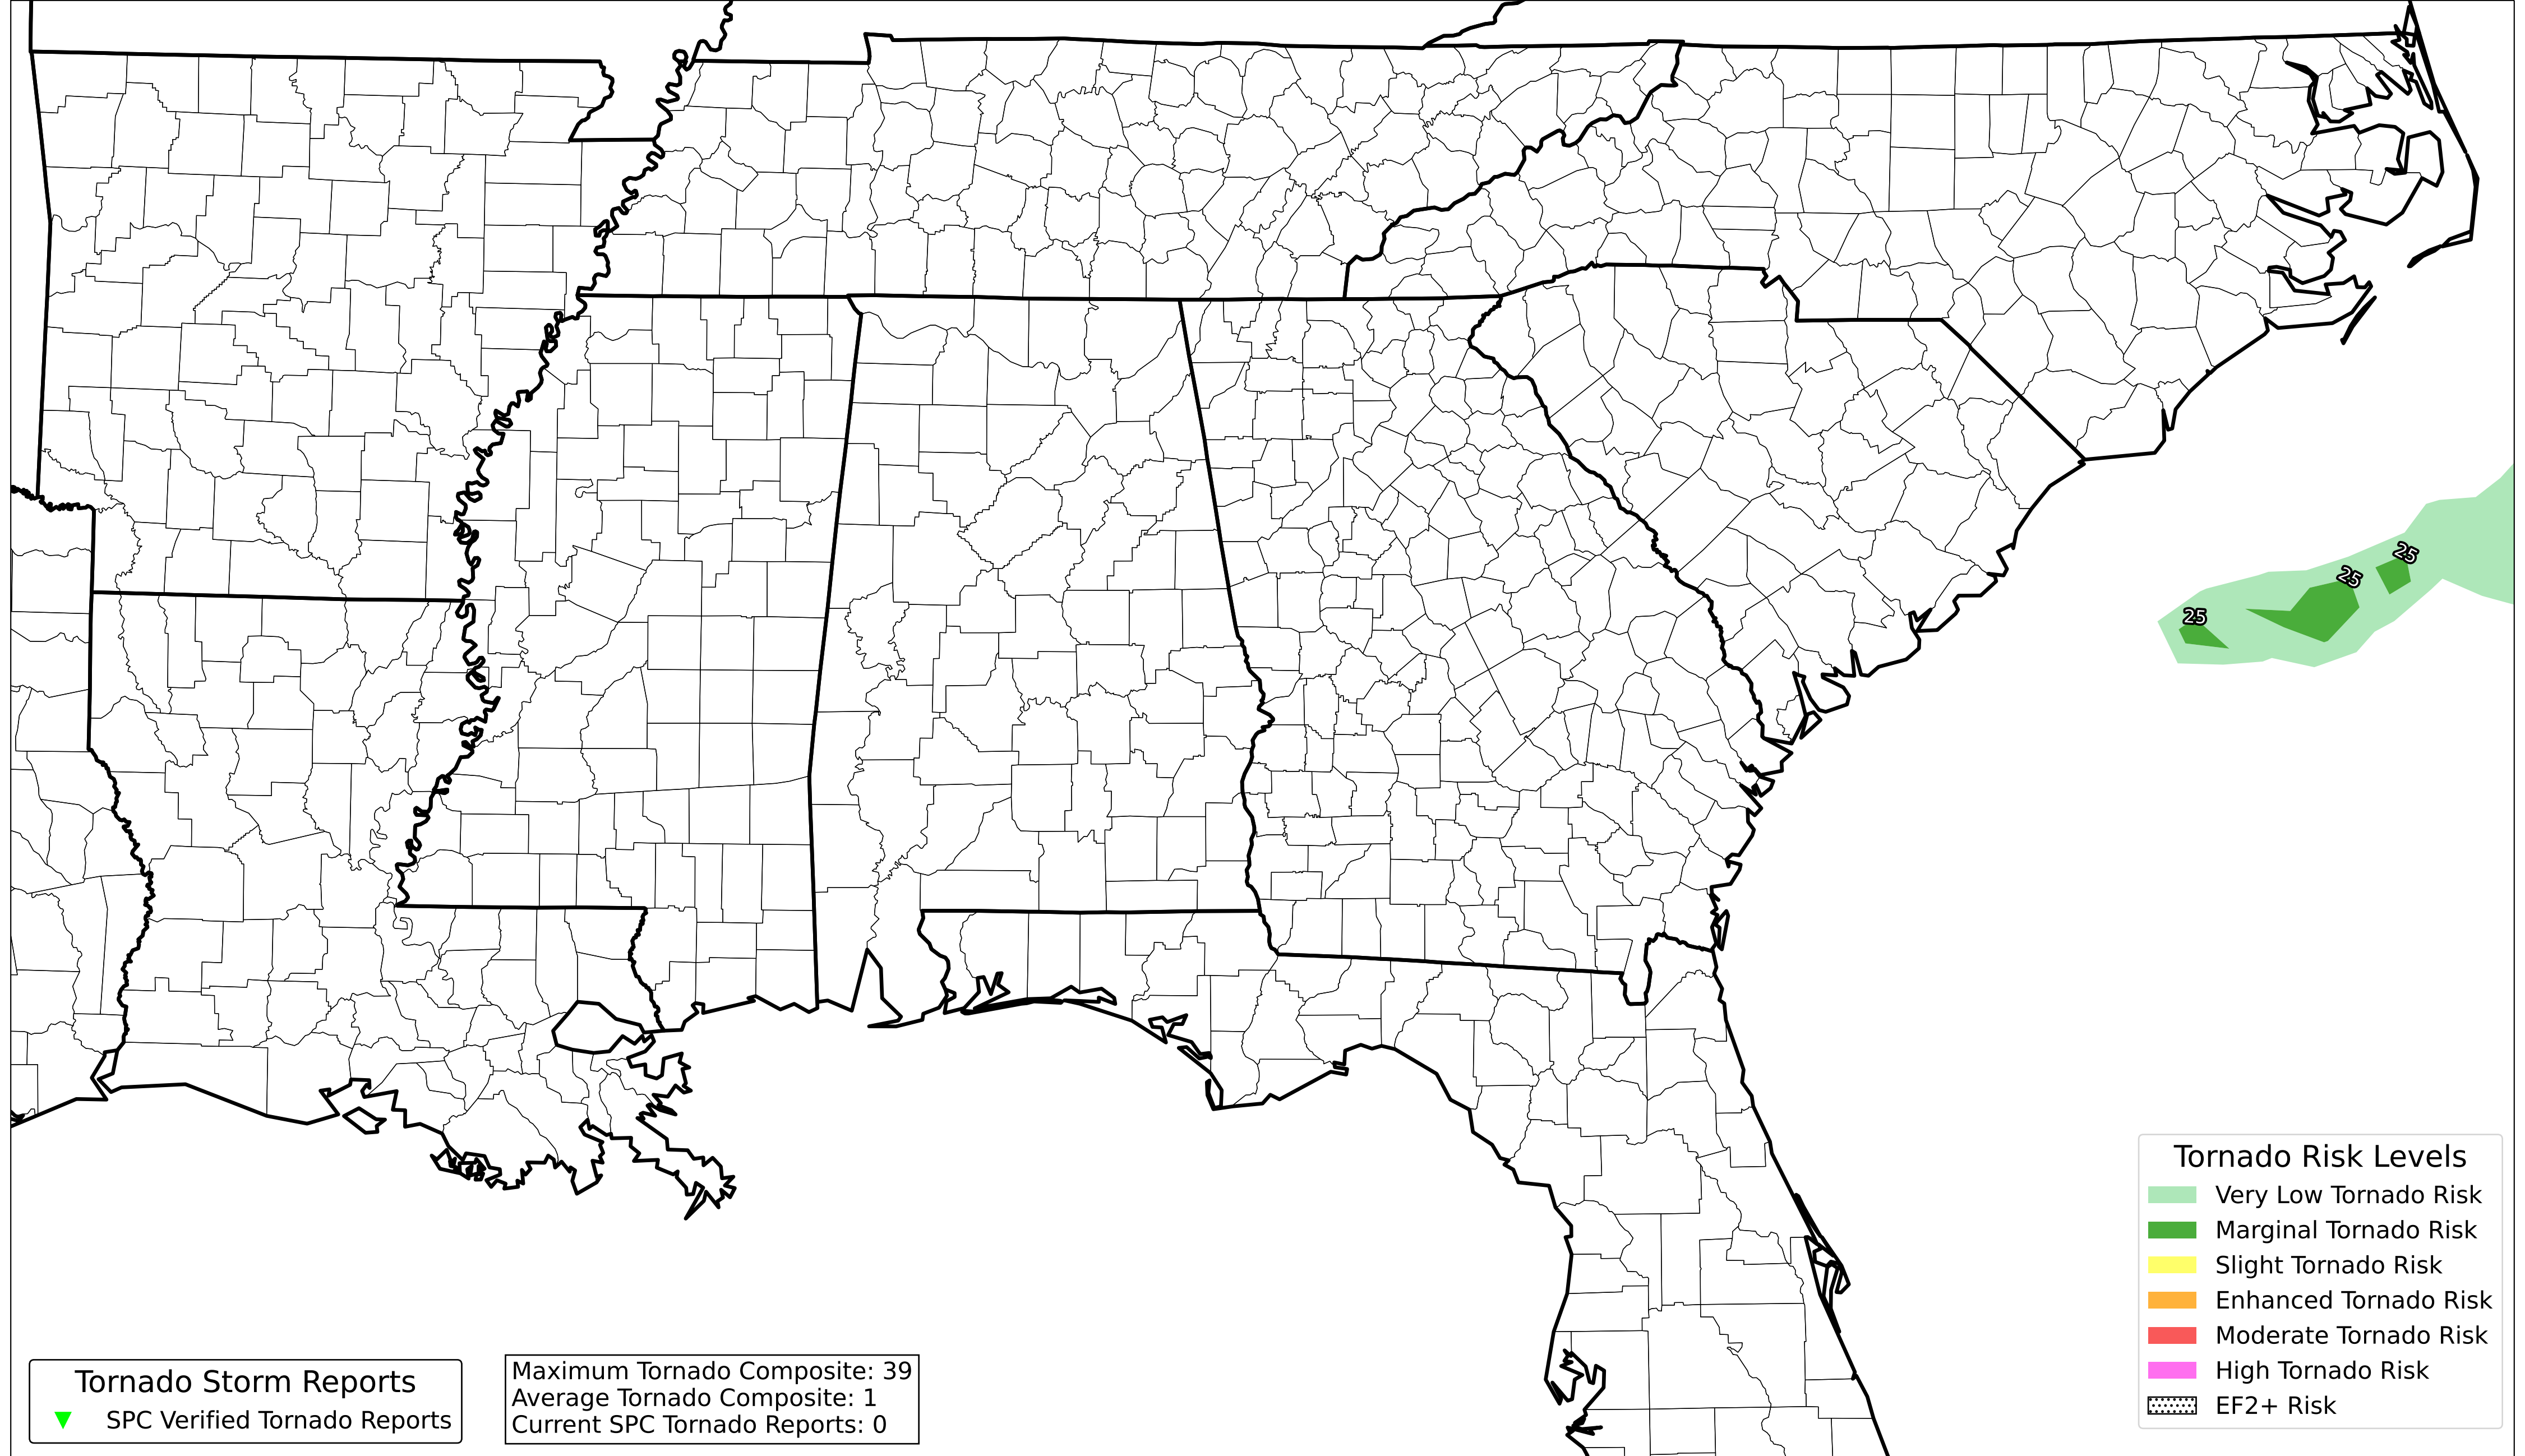 25
25
25
Tornado Risk Levels
Very Low Tornado Risk
Marginal Tornado Risk
Slight Tornado Risk
Enhanced Tornado Risk
Moderate Tornado Risk
High Tornado Risk
EF2+ Risk
Tornado Storm Reports
SPC Verified Tornado Reports
Maximum Tornado Composite: 39
Average Tornado Composite: 1
Current SPC Tornado Reports: 0